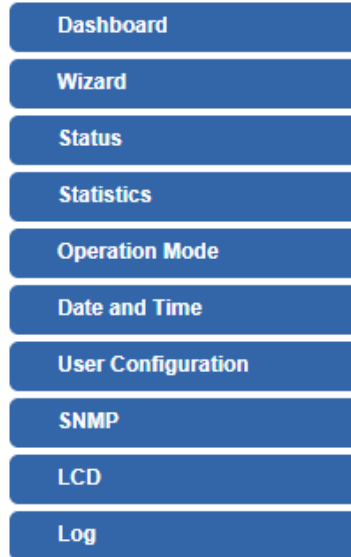 Dashboard
Wizard
Status
Statistics
Operation Mode
Date and Time
User Configuration
SNMP
LCD
Log